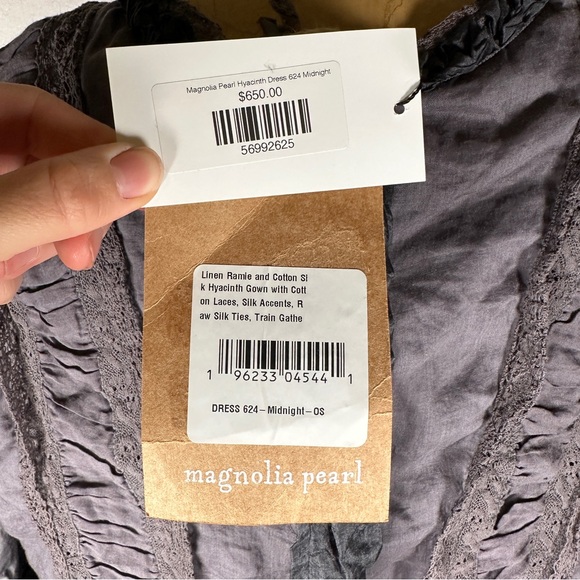 Magnolia Pearl Hyacinth Dress 624 Midnight
$650.00
56992625
Linen Ramie and Cotton Sl
k Hyacinth Gown with Cott
on Laces, Silk Accents, R
aw Silk Ties, Train Gathe
1 96233 04544 1
DRESS 624-Midnight-OS
magnolia pearl